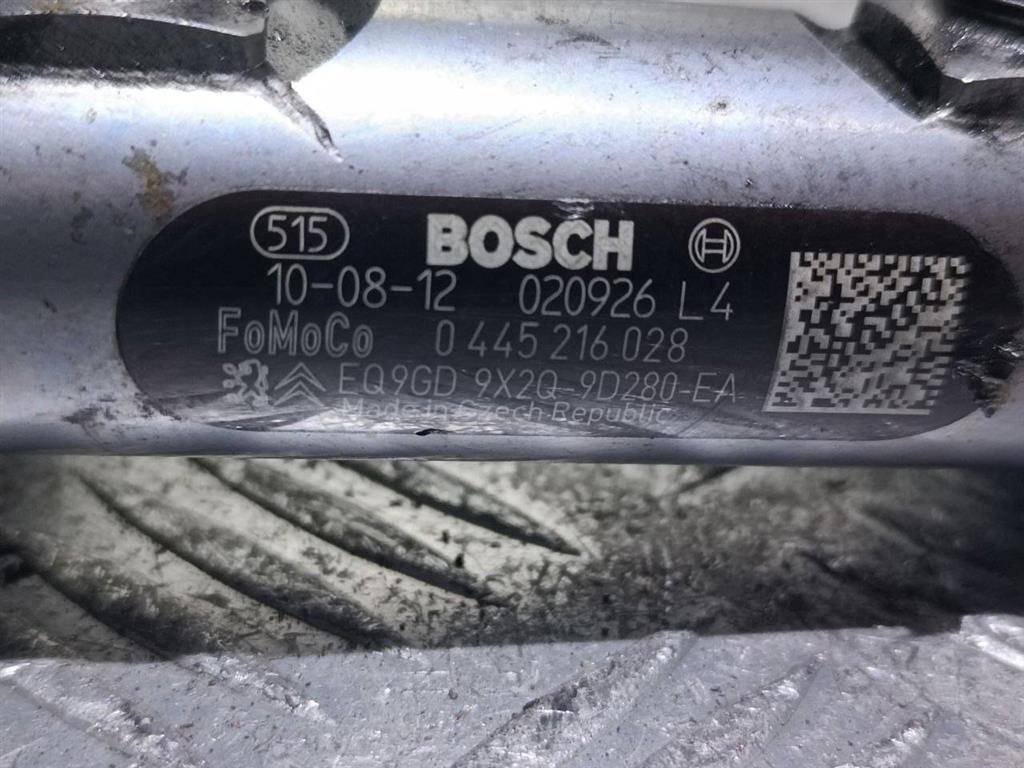 515 BOSCH
10-08-12 020926 L4
FoMoCo 0 445 216 028
EQ9GD 9X2Q-9D280-EA
Made in Czech Republic